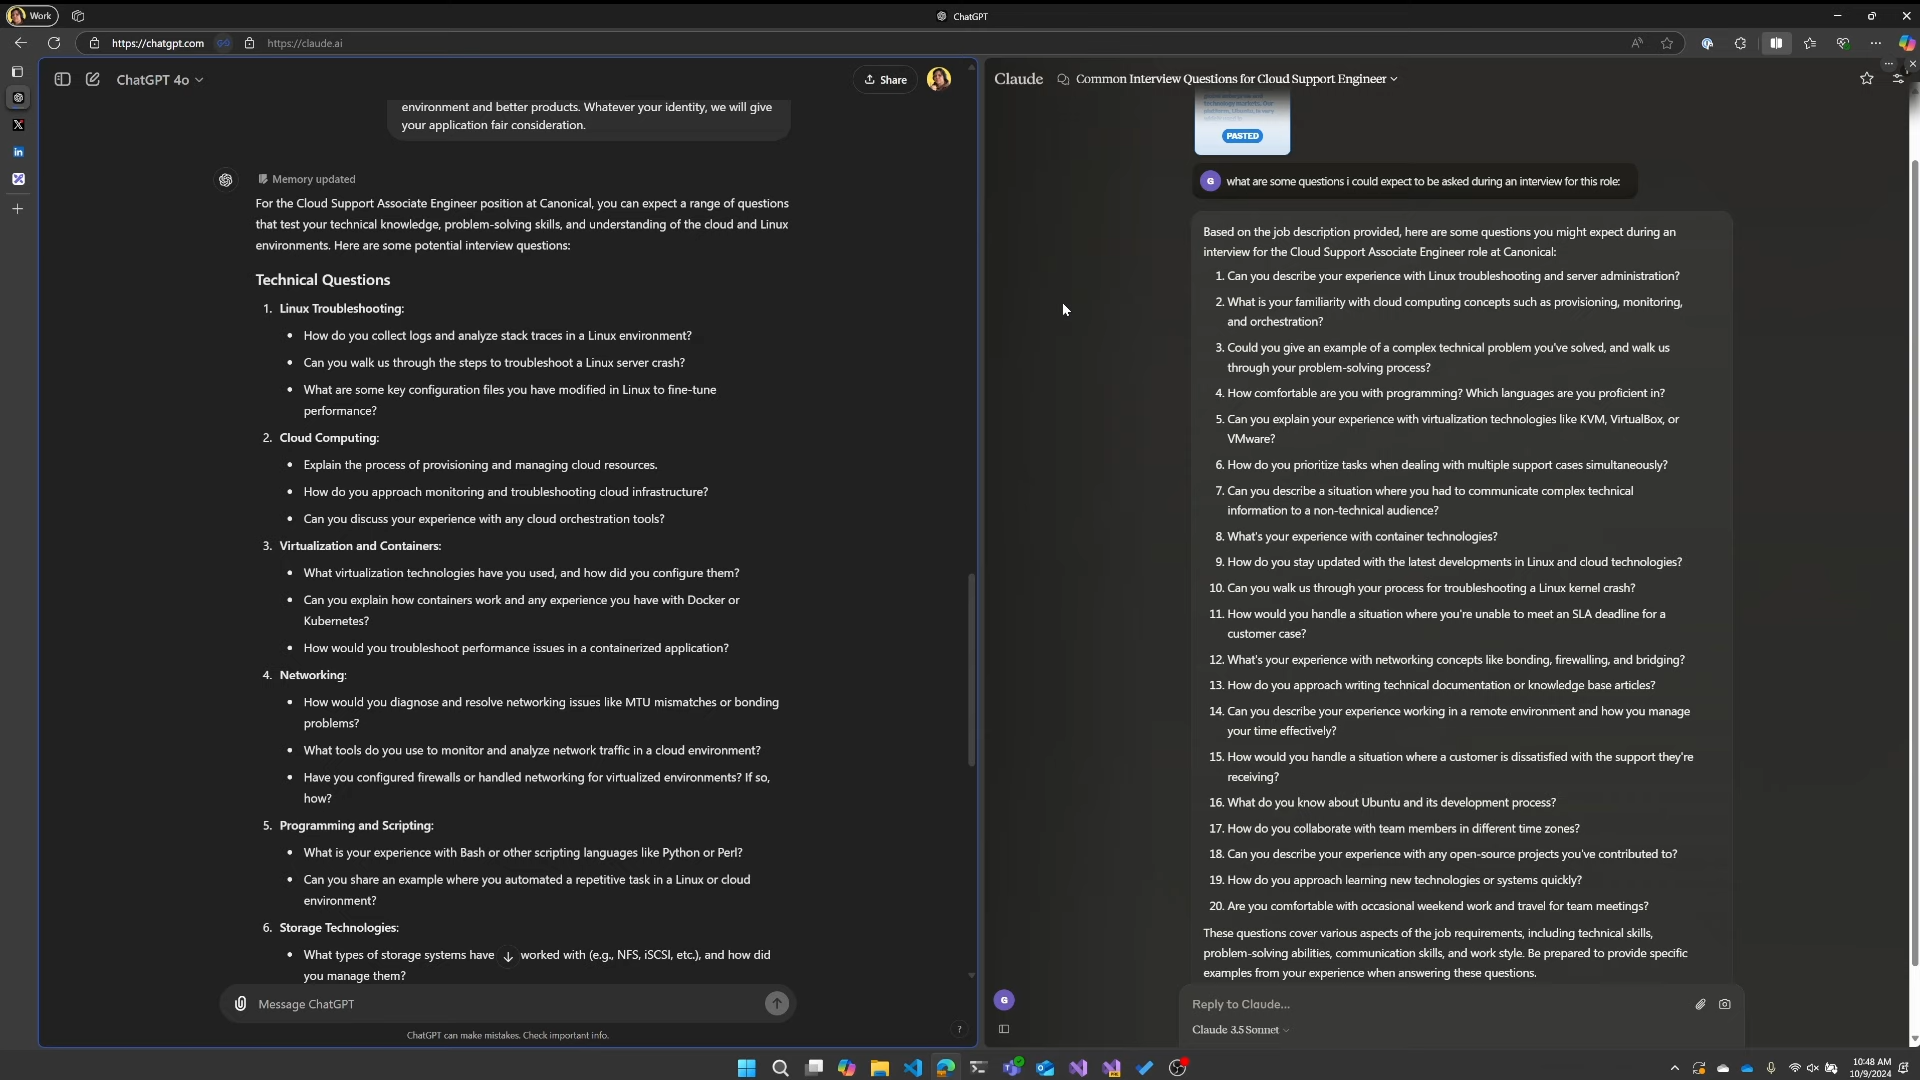 Work
ChatGPT
https://chatgpt.com
https://claude.ai
ChatGPT 4o
Share
environment and better products. Whatever your identity, we will give
your application fair consideration.
Memory updated
For the Cloud Support Associate Engineer position at Canonical, you can expect a range of questions
that test your technical knowledge, problem-solving skills, and understanding of the cloud and Linux
environments. Here are some potential interview questions:
Technical Questions
1. Linux Troubleshooting:
• How do you collect logs and analyze stack traces in a Linux environment?
• Can you walk us through the steps to troubleshoot a Linux server crash?
• What are some key configuration files you have modified in Linux to fine-tune
performance?
2. Cloud Computing:
• Explain the process of provisioning and managing cloud resources.
• How do you approach monitoring and troubleshooting cloud infrastructure?
• Can you discuss your experience with any cloud orchestration tools?
3. Virtualization and Containers:
• What virtualization technologies have you used, and how did you configure them?
• Can you explain how containers work and any experience you have with Docker or
Kubernetes?
• How would you troubleshoot performance issues in a containerized application?
4. Networking:
• How would you diagnose and resolve networking issues like MTU mismatches or bonding
problems?
• What tools do you use to monitor and analyze network traffic in a cloud environment?
• Have you configured firewalls or handled networking for virtualized environments? If so,
how?
5. Programming and Scripting:
• What is your experience with Bash or other scripting languages like Python or Perl?
• Can you share an example where you automated a repetitive task in a Linux or cloud
environment?
6. Storage Technologies:
• What types of storage systems have worked with (e.g., NFS, iSCSI, etc.), and how did
you manage them?
Message ChatGPT
ChatGPT can make mistakes. Check important info.
?
Claude
Common Interview Questions for Cloud Support Engineer
technology markets. Our
platform, Ubuntu, is very
PASTED
G
what are some questions i could expect to be asked during an interview for this role:
Based on the job description provided, here are some questions you might expect during an
interview for the Cloud Support Associate Engineer role at Canonical:
1. Can you describe your experience with Linux troubleshooting and server administration?
2. What is your familiarity with cloud computing concepts such as provisioning, monitoring,
and orchestration?
3. Could you give an example of a complex technical problem you've solved, and walk us
through your problem-solving process?
4. How comfortable are you with programming? Which languages are you proficient in?
5. Can you explain your experience with virtualization technologies like KVM, VirtualBox, or
VMware?
6. How do you prioritize tasks when dealing with multiple support cases simultaneously?
7. Can you describe a situation where you had to communicate complex technical
information to a non-technical audience?
8. What's your experience with container technologies?
9. How do you stay updated with the latest developments in Linux and cloud technologies?
10. Can you walk us through your process for troubleshooting a Linux kernel crash?
11. How would you handle a situation where you're unable to meet an SLA deadline for a
customer case?
12. What's your experience with networking concepts like bonding, firewalling, and bridging?
13. How do you approach writing technical documentation or knowledge base articles?
14. Can you describe your experience working in a remote environment and how you manage
your time effectively?
15. How would you handle a situation where a customer is dissatisfied with the support they're
receiving?
16. What do you know about Ubuntu and its development process?
17. How do you collaborate with team members in different time zones?
18. Can you describe your experience with any open-source projects you've contributed to?
19. How do you approach learning new technologies or systems quickly?
20. Are you comfortable with occasional weekend work and travel for team meetings?
These questions cover various aspects of the job requirements, including technical skills,
problem-solving abilities, communication skills, and work style. Be prepared to provide specific
examples from your experience when answering these questions.
G
Reply to Claude...
Claude 3.5 Sonnet
10:48 AM
10/9/2024